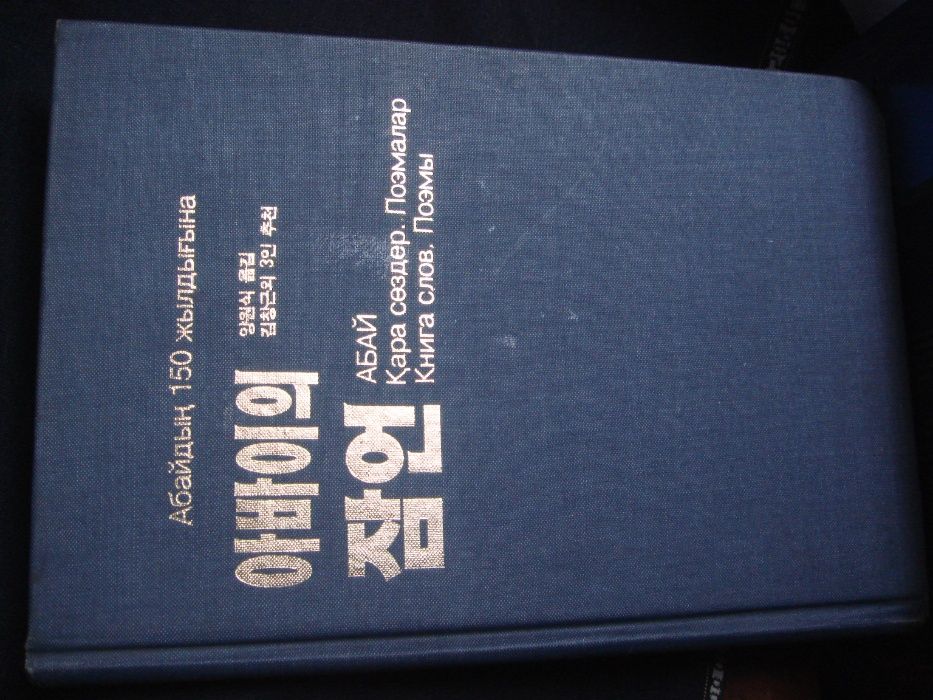 Абайдың 150 жылдығына
아바이의
양원식 옮김
김창근외 3인 추천
잠언
АБАЙ
Қара сөздер. Поэмалар
Книга слов. Поэмы